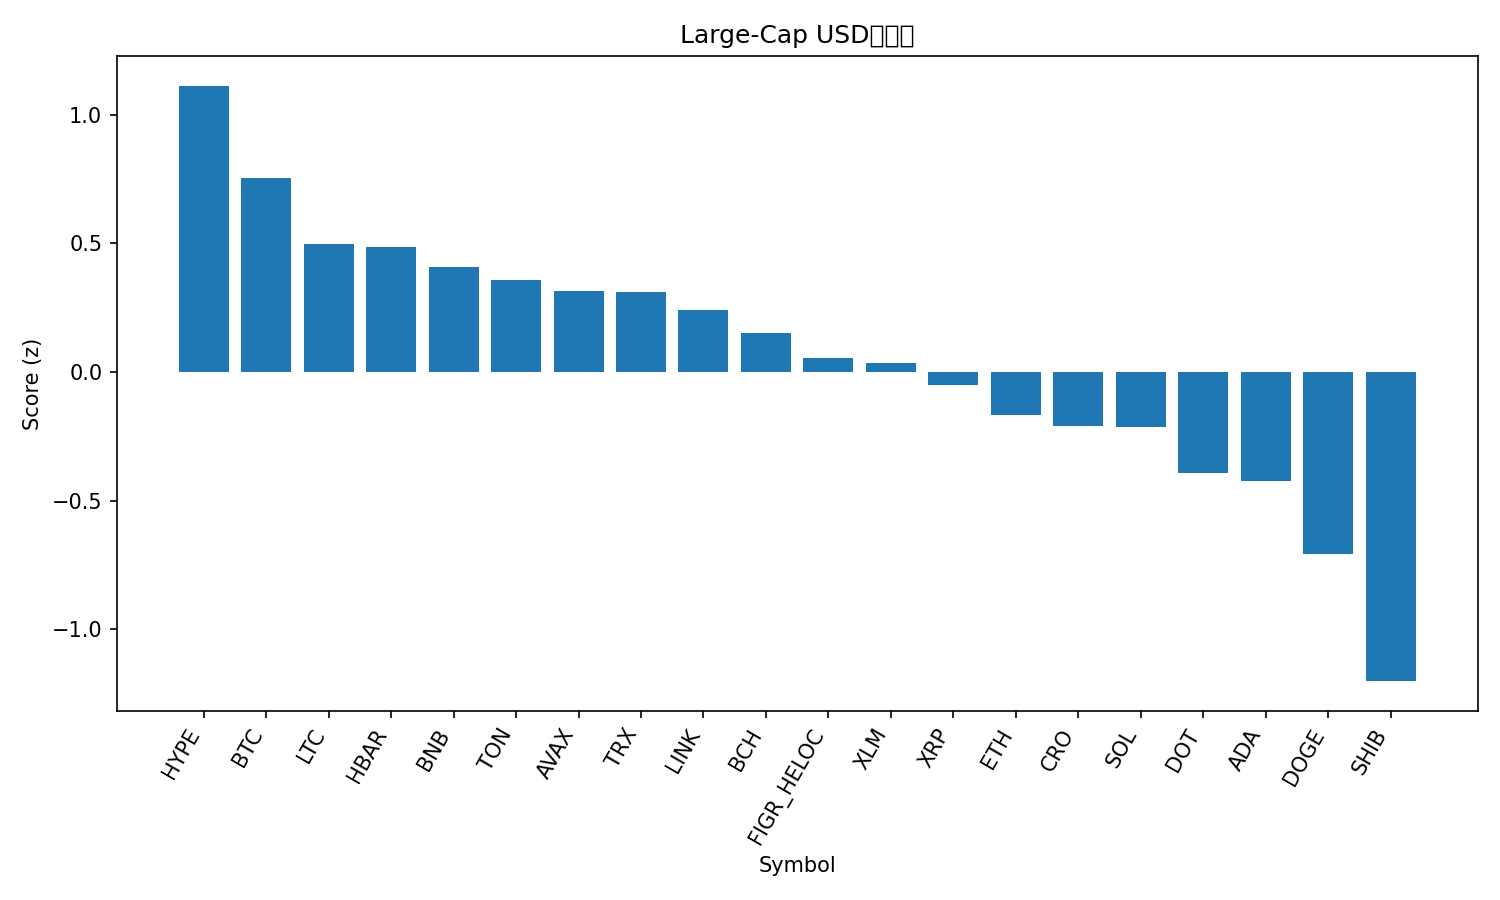 Large-Cap USD
1.0
0.5
0.0
−0.5
−1.0
Score (z)
HYPE
BTC
LTC
HBAR
BNB
TON
AVAX
TRX
LINK
BCH
FIGR_HELOC
XLM
XRP
ETH
CRO
SOL
DOT
ADA
DOGE
SHIB
Symbol